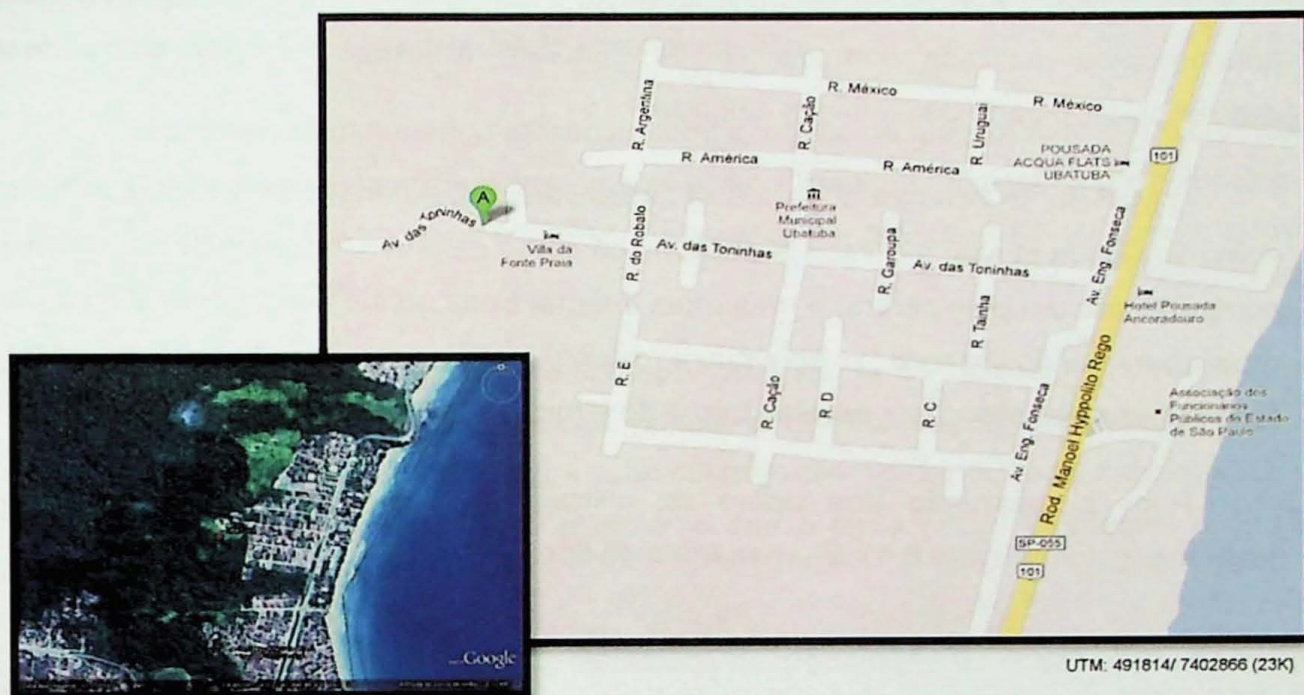 R. México
R. México
R. Argentina
R. Cação
R. Uruguai
R. América
R. América
POUSADA
ACQUA FLATS
UBATUBA
101
A
Av. das Toninhas
Villa da
Fonte Praia
R. do Robalo
Av. das Toninhas
Prefeitura
Municipal
Ubatuba
R. Garoupa
Av. das Toninhas
R. Tainha
Av. Eng. Fonseca
Hotel Pousada
Ancoradouro
R. E
R. Cação
R. D
R. C
Av. Eng. Fonseca
Rod. Manoel Hyppolito Rego
Associação dos
Funcionários
Públicos do Estado
de São Paulo
SP-055
101
Google
UTM: 491814/ 7402866 (23K)